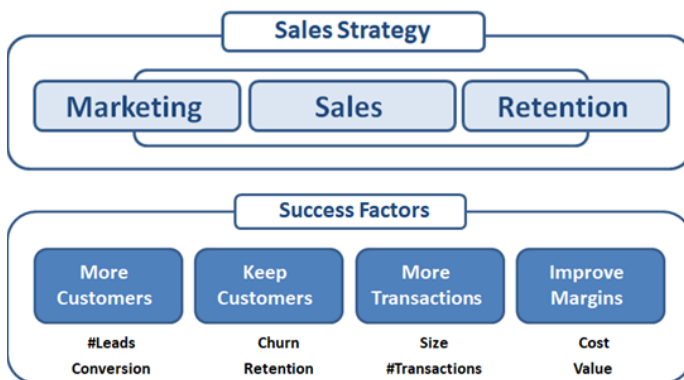 Sales Strategy
Marketing Sales Retention
Success Factors
More Customers
Keep Customers
More Transactions
Improve Margins
#Leads Churn Size Cost
Conversion Retention #Transactions Value